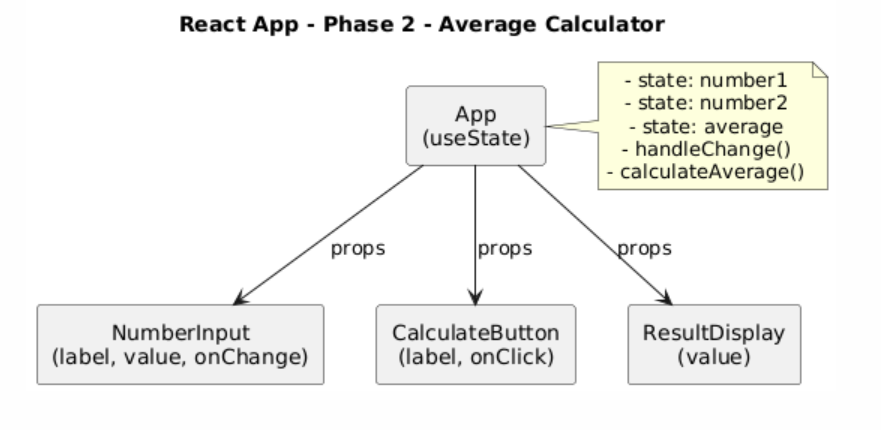 React App - Phase 2 - Average Calculator
App
(useState)
- state: number1
- state: number2
- state: average
- handleChange()
- calculateAverage()
props
props
props
NumberInput
(label, value, onChange)
CalculateButton
(label, onClick)
ResultDisplay
(value)